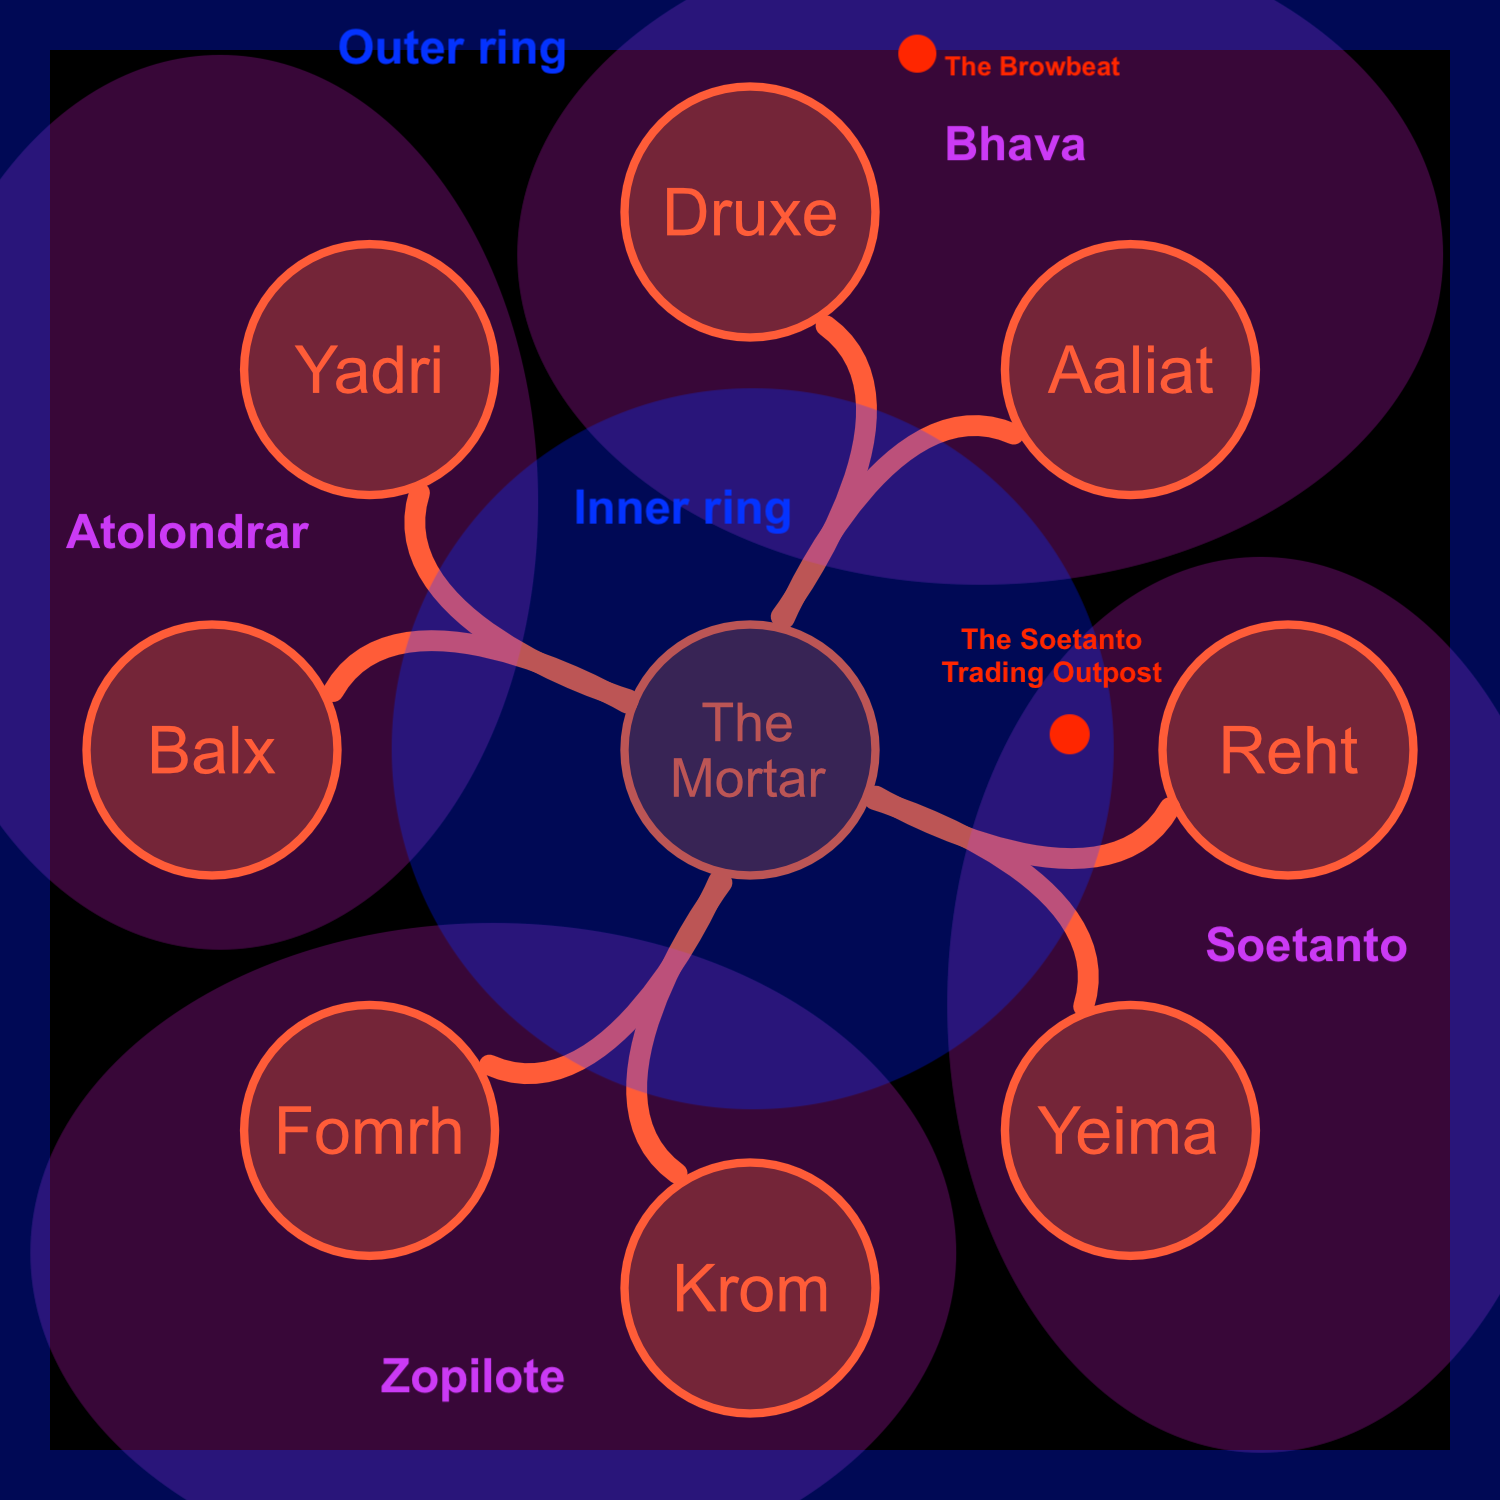 Outer ring
The Browbeat
Bhava
Druxe
Yadri
Aaliat
Inner ring
Atolondrar
The Soetanto
Trading Outpost
Balx
The
Mortar
Reht
Soetanto
Fomrh
Yeima
Krom
Zopilote